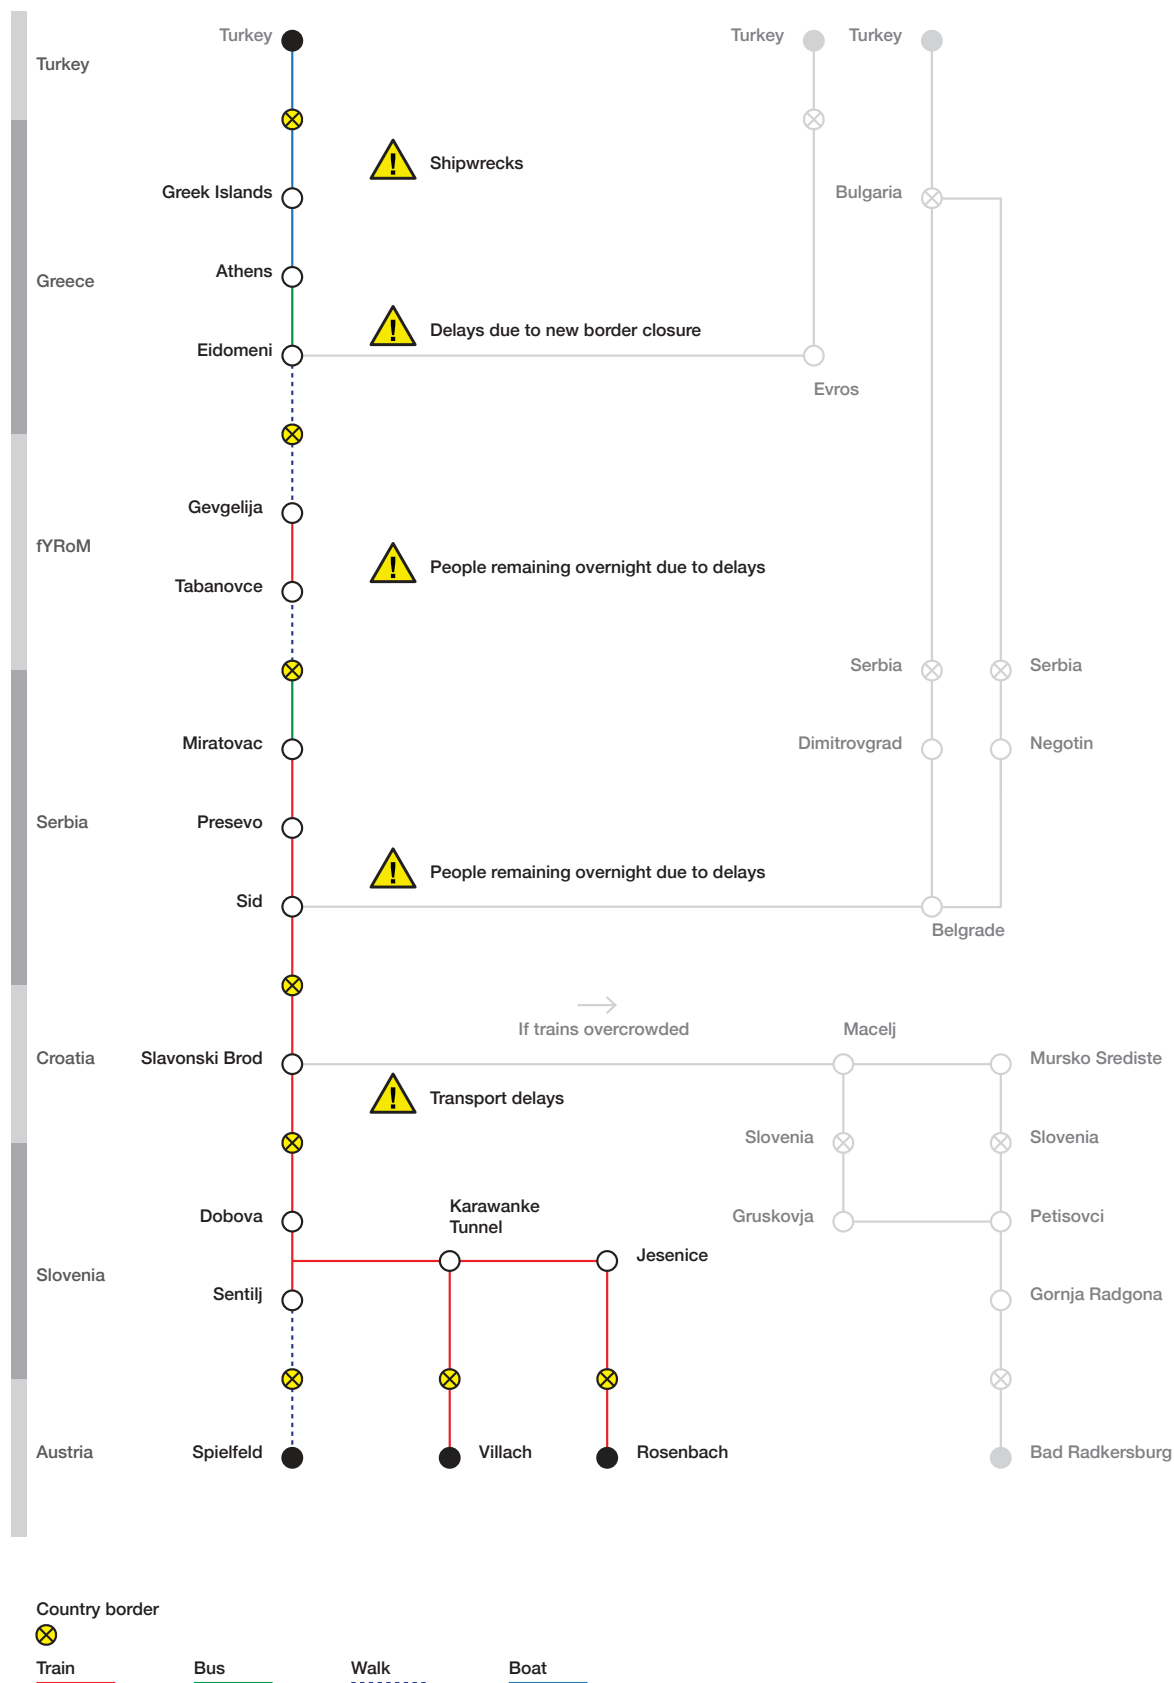 Turkey
Turkey
Turkey
Turkey
Shipwrecks
Greek Islands
Bulgaria
Athens
Greece
Delays due to new border closure
Eidomeni
Evros
Gevgelija
fYRoM
People remaining overnight due to delays
Tabanovce
Serbia
Serbia
Miratovac
Dimitrovgrad
Negotin
Serbia
Presevo
People remaining overnight due to delays
Sid
Belgrade
If trains overcrowded
Macelj
Croatia
Slavonski Brod
Mursko Srediste
Transport delays
Slovenia
Slovenia
Karawanke
Tunnel
Dobova
Gruskovja
Petisovci
Jesenice
Slovenia
Sentilj
Gornja Radgona
Austria
Spielfeld
Villach
Rosenbach
Bad Radkersburg
Country border
Train
Bus
Walk
Boat